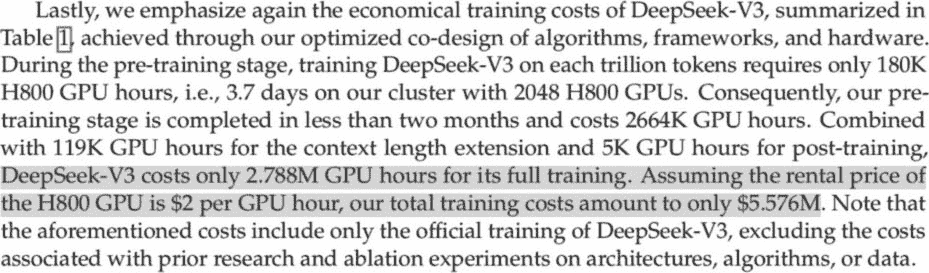 Lastly, we emphasize again the economical training costs of DeepSeek-V3, summarized in
Table 1, achieved through our optimized co-design of algorithms, frameworks, and hardware.
During the pre-training stage, training DeepSeek-V3 on each trillion tokens requires only 180K
H800 GPU hours, i.e., 3.7 days on our cluster with 2048 H800 GPUs. Consequently, our pre-
training stage is completed in less than two months and costs 2664K GPU hours. Combined
with 119K GPU hours for the context length extension and 5K GPU hours for post-training,
DeepSeek-V3 costs only 2.788M GPU hours for its full training. Assuming the rental price of
the H800 GPU is $2 per GPU hour, our total training costs amount to only $5.576M. Note that
the aforementioned costs include only the official training of DeepSeek-V3, excluding the costs
associated with prior research and ablation experiments on architectures, algorithms, or data.